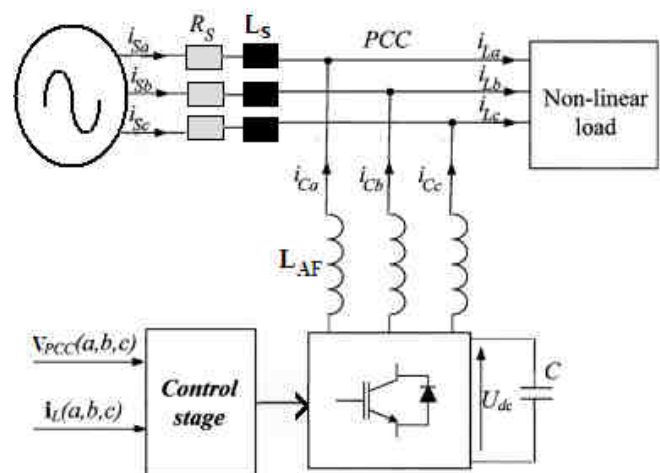 i_Sa R_S L_S PCC i_La
i_Sb i_Lb
i_Sc i_Lc
Non-linear
load
i_Ca i_Cb i_Cc
L_AF
v_PCC(a,b,c)
i_L(a,b,c)
Control
stage
U_dc C